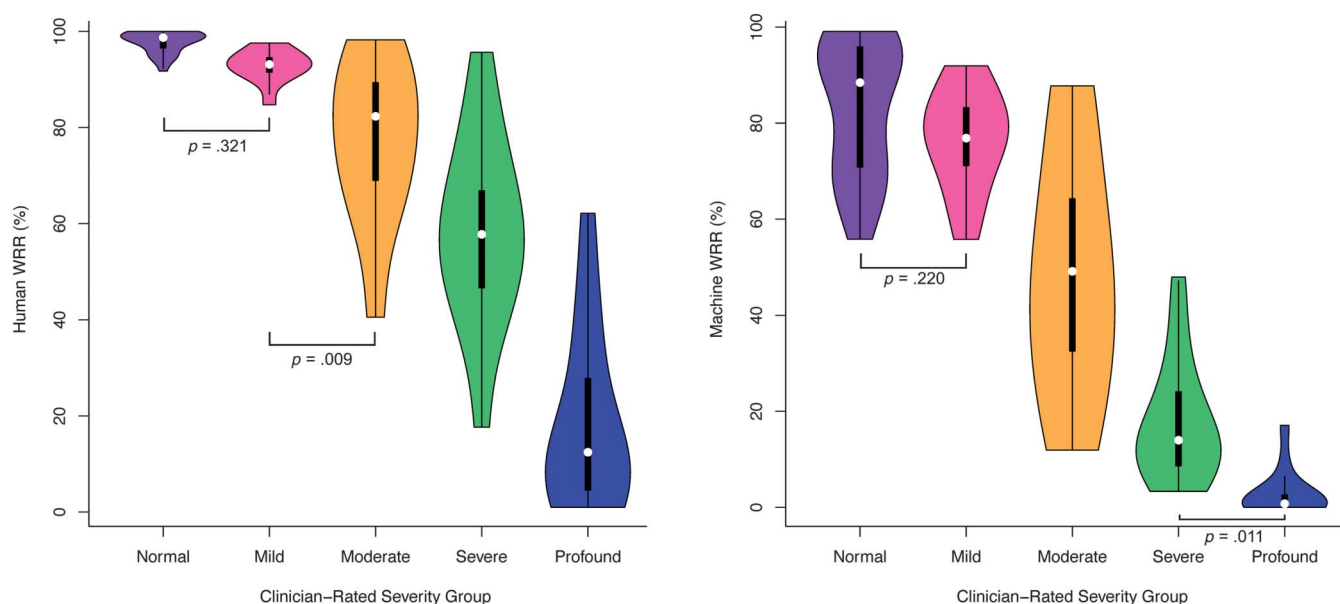 Human WRR (%)
100
80
60
40
20
0
p = .321
p = .009
Normal Mild Moderate Severe Profound
Clinician-Rated Severity Group
Machine WRR (%)
100
80
60
40
20
0
p = .220
p = .011
Normal Mild Moderate Severe Profound
Clinician-Rated Severity Group